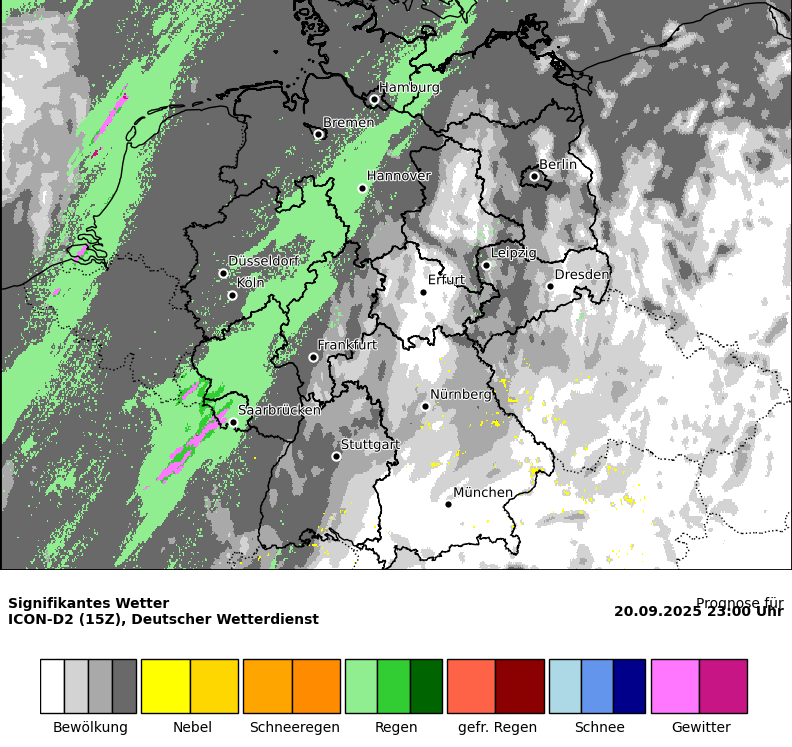 Hamburg
Bremen
Berlin
Hannover
Leipzig
Düsseldorf
Dresden
Köln
Erfurt
Frankfurt
Nürnberg
Saarbrücken
Stuttgart
München
Signifikantes Wetter
Prognose für
ICON-D2 (15Z), Deutscher Wetterdienst
20.09.2025 23:00 Uhr
Bewölkung Nebel Schneeregen Regen gefr. Regen Schnee Gewitter